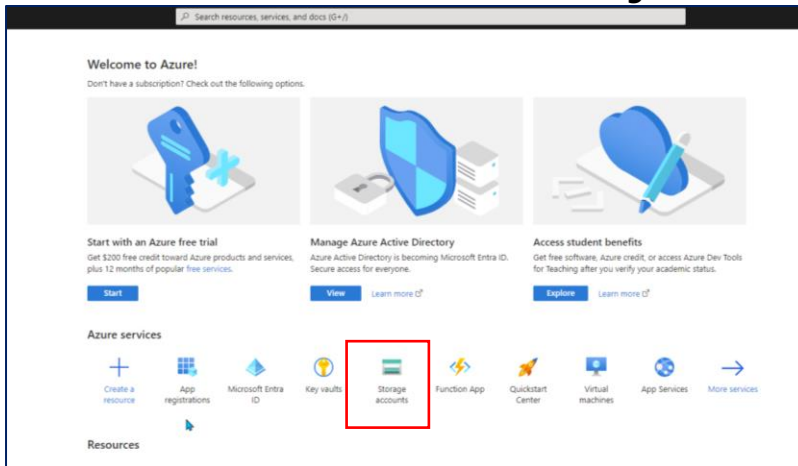 Search resources, services, and docs (G+/)
Welcome to Azure!
Don't have a subscription? Check out the following options.
Start with an Azure free trial
Get $200 free credit toward Azure products and services,
plus 12 months of popular free services.
Start
Manage Azure Active Directory
Azure Active Directory is becoming Microsoft Entra ID.
Secure access for everyone.
View Learn more
Access student benefits
Get free software, Azure credit, or access Azure Dev Tools
for Teaching after you verify your academic status.
Explore Learn more
Azure services
Create a
resource
App
registrations
Microsoft Entra
ID
Key vaults
Storage
accounts
Function App
Quickstart
Center
Virtual
machines
App Services
More services
Resources